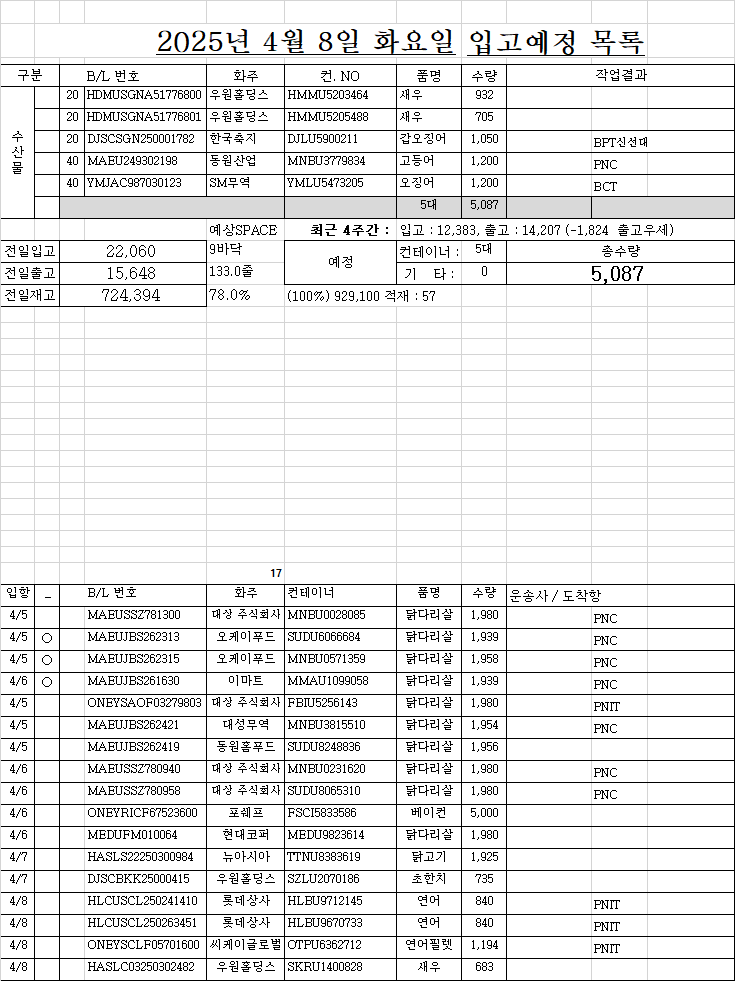 2025년 4월 8일 화요일 입고예정 목록
구분 B/L 번호 화주 컨. NO 품명 수량 작업결과
수산물
20 HDMUSGNA51776800 우원홀딩스 HMMU5203464 새우 932
20 HDMUSGNA51776801 우원홀딩스 HMMU5205488 새우 705
20 DJSCSGN250001782 한국축지 DJLU5900211 갑오징어 1,050 BPT신선대
40 MAEU249302198 동원산업 MNBU3779834 고등어 1,200 PNC
40 YMJAC987030123 SM무역 YMLU5473205 오징어 1,200 BCT
5대 5,087
예상SPACE 최근 4주간 : 입고 : 12,383, 출고 : 14,207 (-1,824 출고우세)
전일입고 22,060 9바닥 예정 컨테이너 : 5대 총수량
전일출고 15,648 133.0줄 기 타 : 0 5,087
전일재고 724,394 78.0% (100%) 929,100 적재 : 57
17
입항 _ B/L 번호 화주 컨테이너 품명 수량 운송사 / 도착항
4/5 MAEUSSZ781300 대상 주식회사 MNBU0028085 닭다리살 1,980 PNC
4/5 ○ MAEUJBS262313 오케이푸드 SUDU6066684 닭다리살 1,939 PNC
4/5 ○ MAEUJBS262315 오케이푸드 MNBU0571359 닭다리살 1,958 PNC
4/6 ○ MAEUJBS261630 이마트 MMAU1099058 닭다리살 1,939 PNC
4/5 ONEYSAOF03279803 대상 주식회사 FBIU5256143 닭다리살 1,980 PNIT
4/5 MAEUJBS262421 대성무역 MNBU3815510 닭다리살 1,954 PNC
4/5 MAEUJBS262419 동원홈푸드 SUDU8248836 닭다리살 1,956
4/6 MAEUSSZ780940 대상 주식회사 MNBU0231620 닭다리살 1,980 PNC
4/6 MAEUSSZ780958 대상 주식회사 SUDU8065310 닭다리살 1,980 PNC
4/6 ONEYRICF67523600 포쉐프 FSCI5833586 베이컨 5,000
4/6 MEDUFM010064 현대코퍼 MEDU9823614 닭다리살 1,980
4/7 HASLS22250300984 뉴아시아 TTNU8383619 닭고기 1,925
4/7 DJSCBKK25000415 우원홀딩스 SZLU2070186 초한치 735
4/8 HLCUSCL250241410 롯데상사 HLBU9712145 연어 840 PNIT
4/8 HLCUSCL250263451 롯데상사 HLBU9670733 연어 840 PNIT
4/8 ONEYSCLF05701600 씨케이글로벌 OTPU6362712 연어필렛 1,194 PNIT
4/8 HASLC03250302482 우원홀딩스 SKRU1400828 새우 683